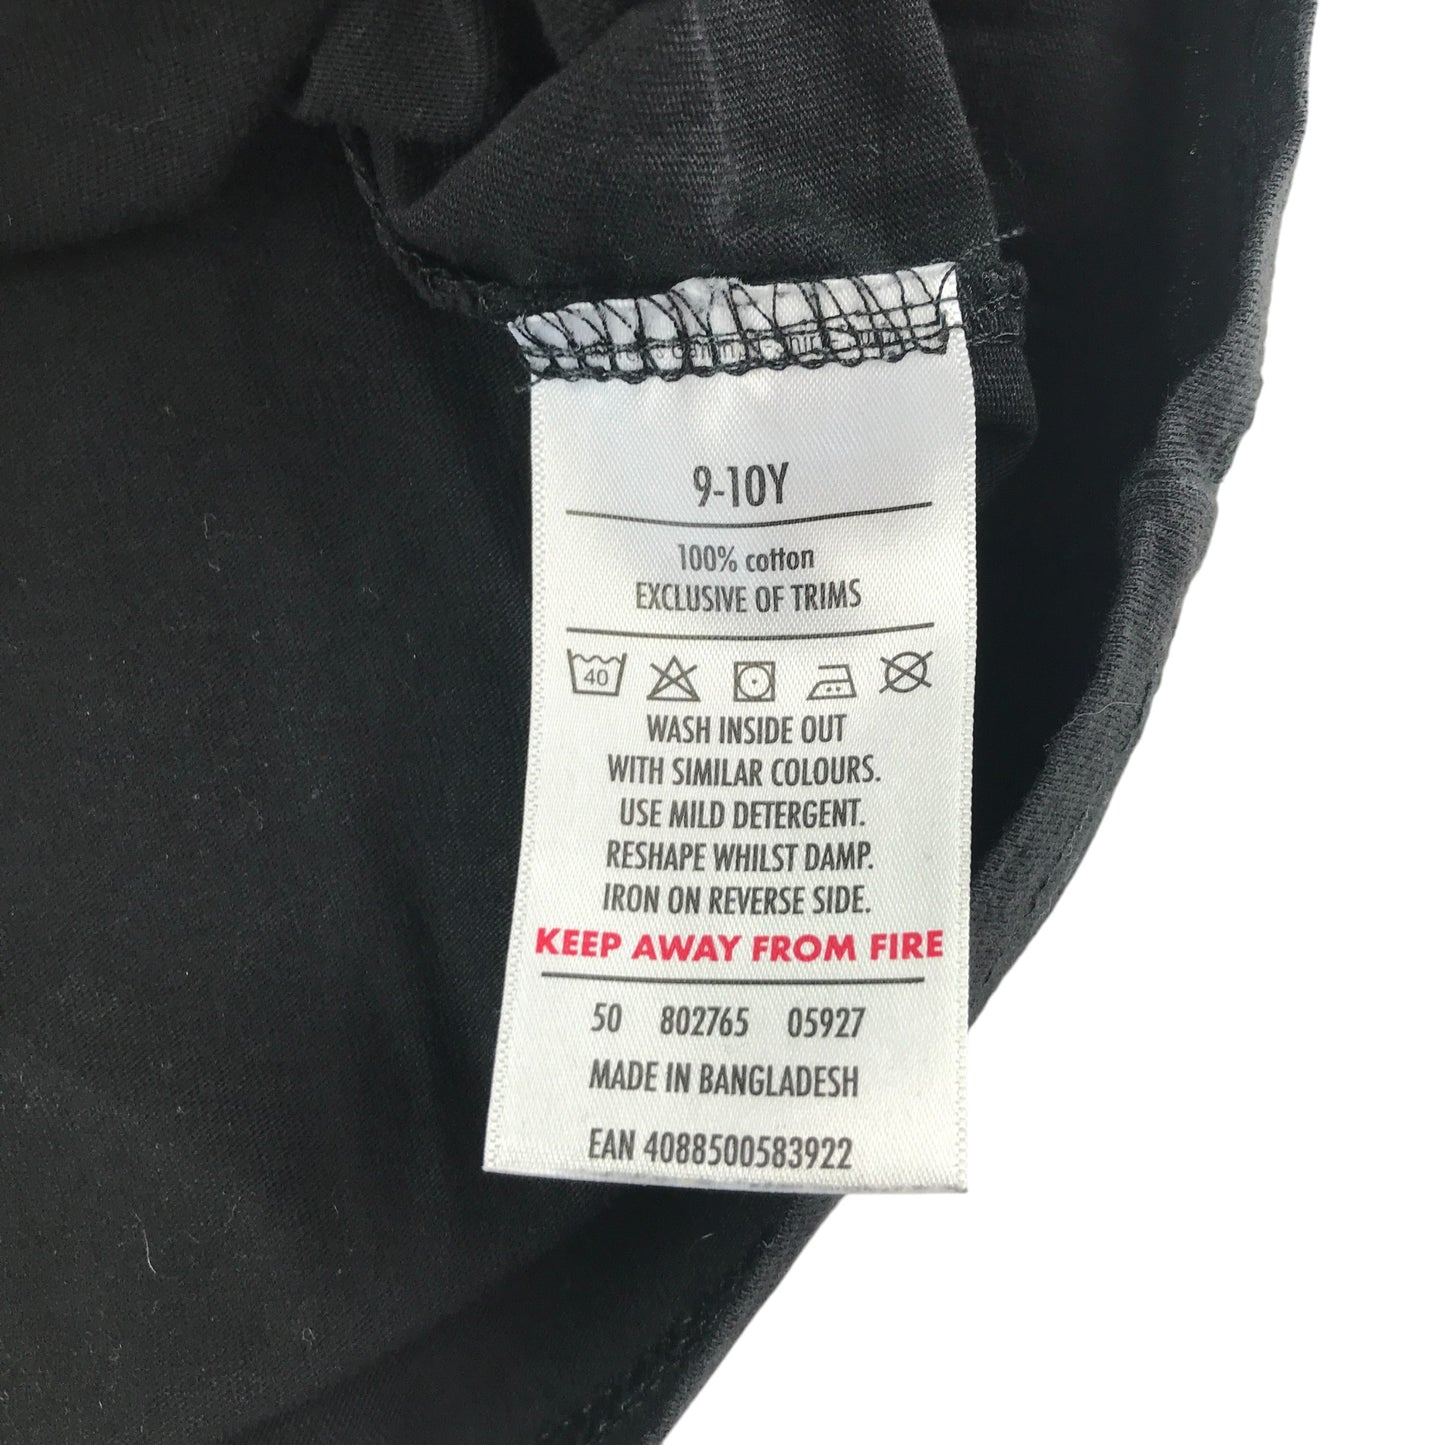 9-10Y
100% cotton
EXCLUSIVE OF TRIMS
40
WASH INSIDE OUT
WITH SIMILAR COLOURS.
USE MILD DETERGENT.
RESHAPE WHILST DAMP.
IRON ON REVERSE SIDE.
KEEP AWAY FROM FIRE
50 802765 05927
MADE IN BANGLADESH
EAN 4088500583922